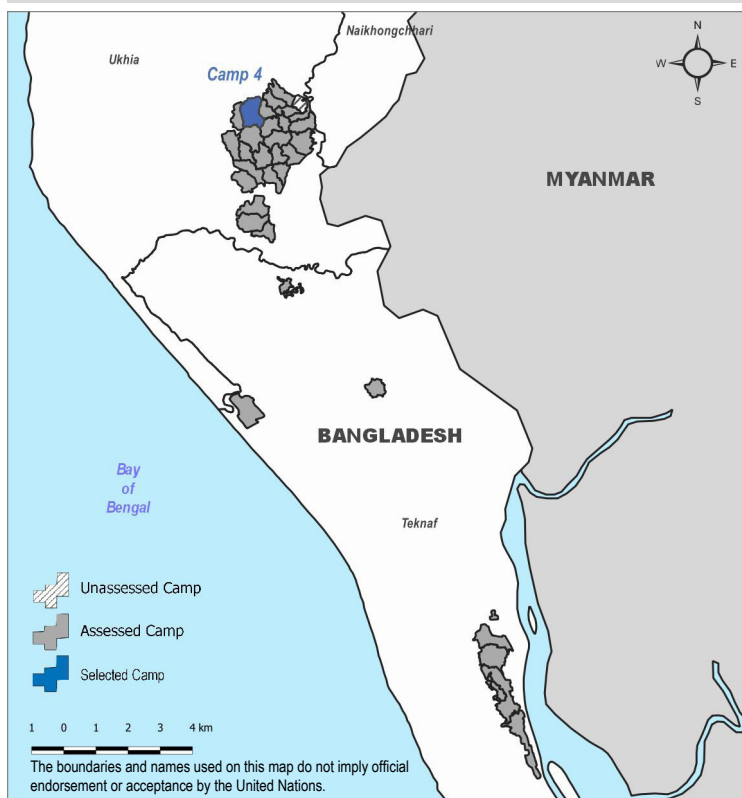 Naikhongchhari
Ukhia
Camp 4
N
W
E
S
MYANMAR
BANGLADESH
Bay
of
Bengal
Teknaf
Unassessed Camp
Assessed Camp
Selected Camp
1 0 1 2 3 4 km
The boundaries and names used on this map do not imply official
endorsement or acceptance by the United Nations.